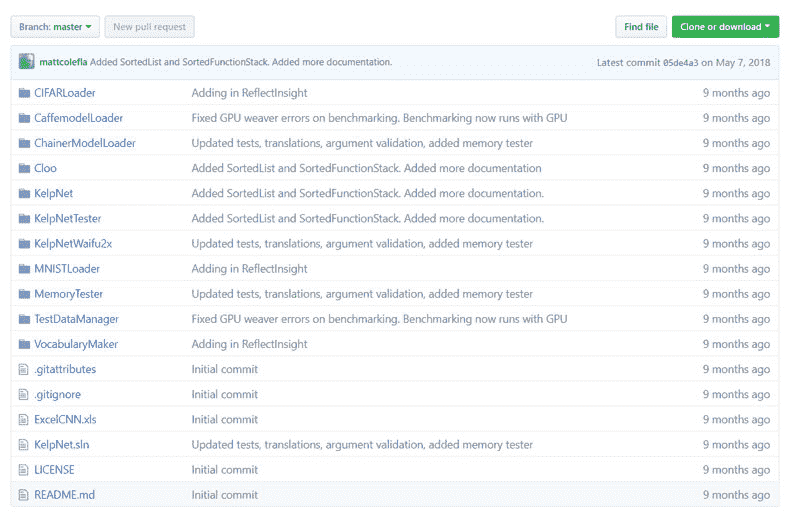 Branch: master New pull request Find file Clone or download
mattcolefla Added SortedList and SortedFunctionStack. Added more documentation. Latest commit 05de4a3 on May 7, 2018
CIFARLoader Adding in ReflectInsight 9 months ago
CaffemodelLoader Fixed GPU weaver errors on benchmarking. Benchmarking now runs with GPU 9 months ago
ChainerModelLoader Updated tests, translations, argument validation, added memory tester 9 months ago
Cloo Added SortedList and SortedFunctionStack. Added more documentation 9 months ago
KelpNet Added SortedList and SortedFunctionStack. Added more documentation. 9 months ago
KelpNetTester Added SortedList and SortedFunctionStack. Added more documentation. 9 months ago
KelpNetWaifu2x Updated tests, translations, argument validation, added memory tester 9 months ago
MNISTLoader Adding in ReflectInsight 9 months ago
MemoryTester Updated tests, translations, argument validation, added memory tester 9 months ago
TestDataManager Fixed GPU weaver errors on benchmarking. Benchmarking now runs with GPU 9 months ago
VocabularyMaker Adding in ReflectInsight 9 months ago
.gitattributes Initial commit 9 months ago
.gitignore Initial commit 9 months ago
ExcelCNN.xls Initial commit 9 months ago
KelpNet.sln Updated tests, translations, argument validation, added memory tester 9 months ago
LICENSE Initial commit 9 months ago
README.md Initial commit 9 months ago